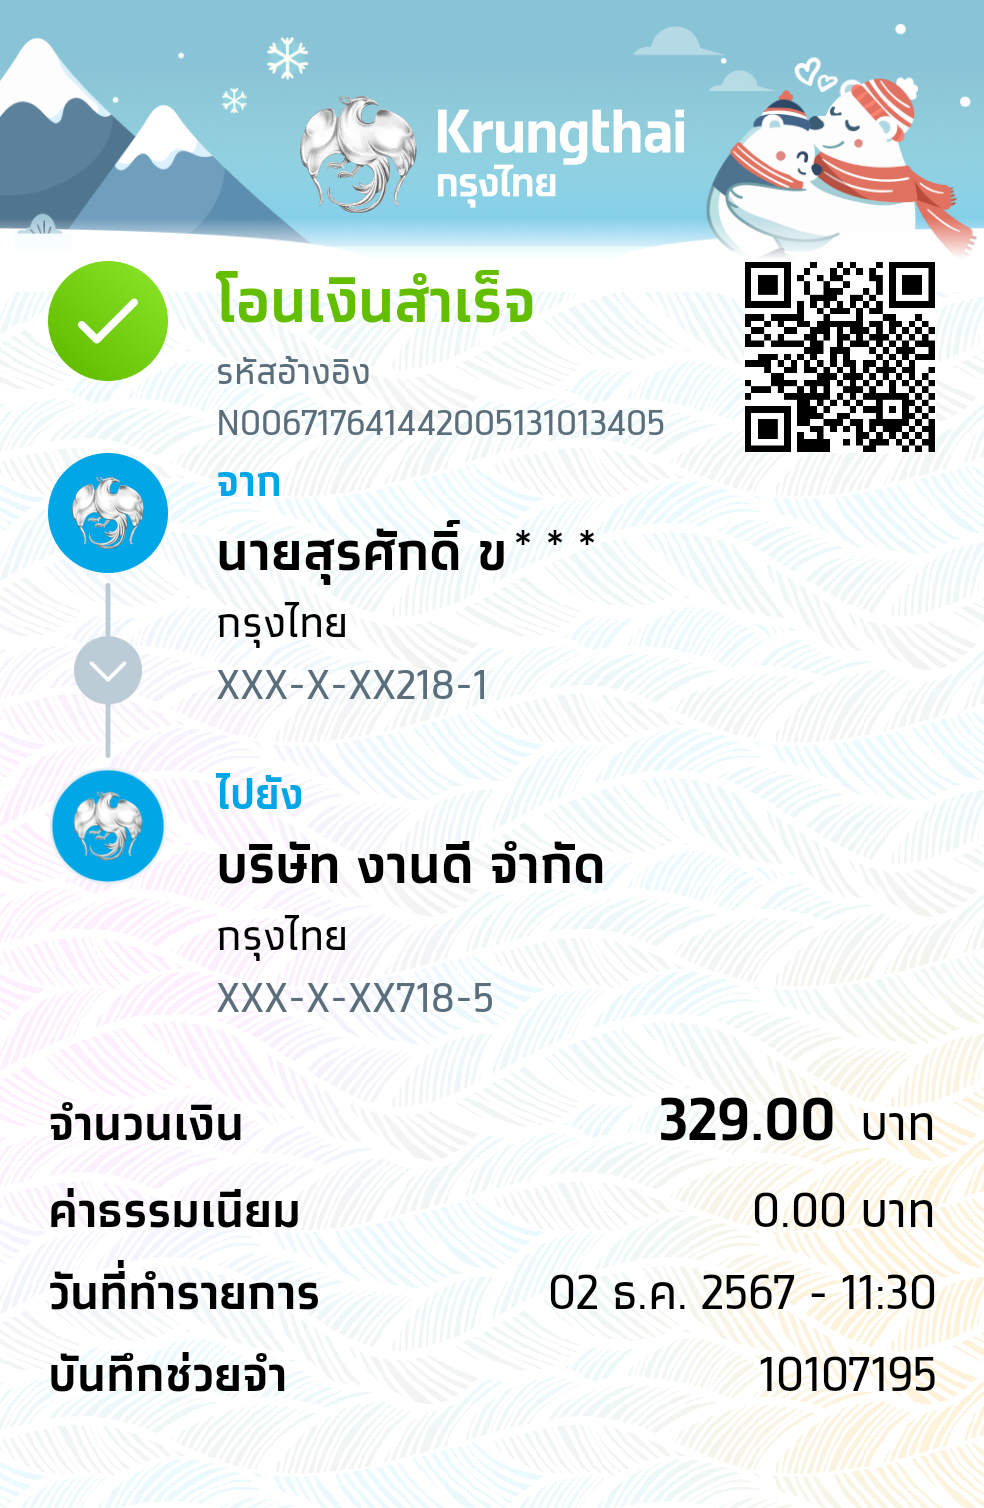 Krungthai
กรุงไทย
โอนเงินสำเร็จ
รหัสอ้างอิง
N00671764144200513101​3405
จาก
นายสุรศักดิ์ ข***
กรุงไทย
XXX-X-XX218-1
ไปยัง
บริษัท งานดี จำกัด
กรุงไทย
XXX-X-XX718-5
จำนวนเงิน 329.00 บาท
ค่าธรรมเนียม 0.00 บาท
วันที่ทำรายการ 02 ธ.ค. 2567 - 11:30
บันทึกช่วยจำ 10107195